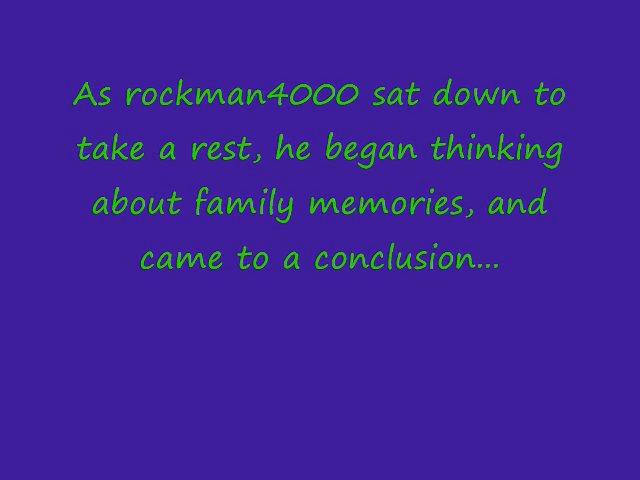 As rockman4000 sat down to
take a rest, he began thinking
about family memories, and
came to a conclusion...